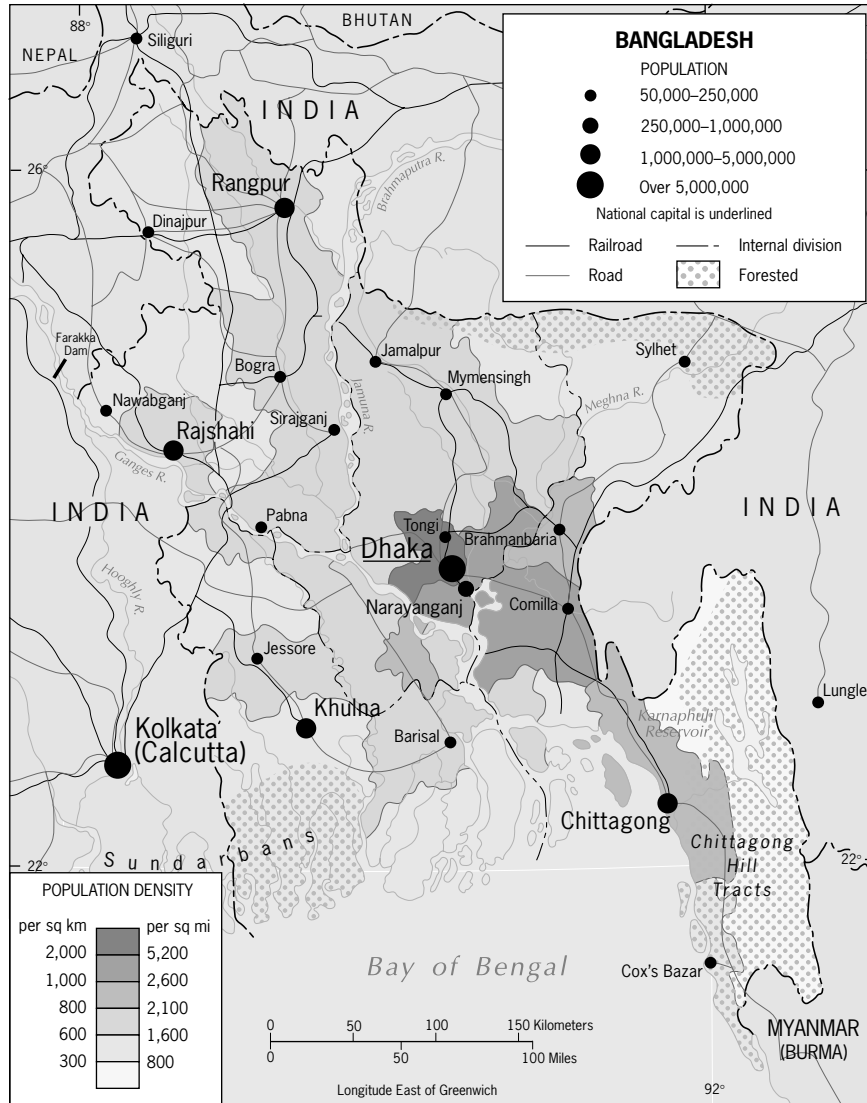 88°
BHUTAN
NEPAL
Siliguri
INDIA
BANGLADESH
POPULATION
50,000–250,000
250,000–1,000,000
1,000,000–5,000,000
Over 5,000,000
National capital is underlined
Railroad
Internal division
Road
Forested
26°
Brahmaputra R.
Rangpur
Dinajpur
Farakka
Dam
Jamalpur
Sylhet
Bogra
Mymensingh
Jamuna R.
Meghna R.
Nawabganj
Sirajganj
Rajshahi
Ganges R.
INDIA
INDIA
Pabna
Tongi
Brahmanbaria
Dhaka
Hooghly R.
Narayanganj
Comilla
Jessore
Lungle
Khulna
Karnaphuli
Reservoir
Kolkata
(Calcutta)
Barisal
Chittagong
Chittagong
Hill
Tracts
Sundarbans
22°
22°
POPULATION DENSITY
per sq km
per sq mi
2,000
5,200
1,000
2,600
800
2,100
600
1,600
300
800
Bay of Bengal
Cox's Bazar
MYANMAR
(BURMA)
0 50 100 150 Kilometers
0 50 100 Miles
Longitude East of Greenwich
92°